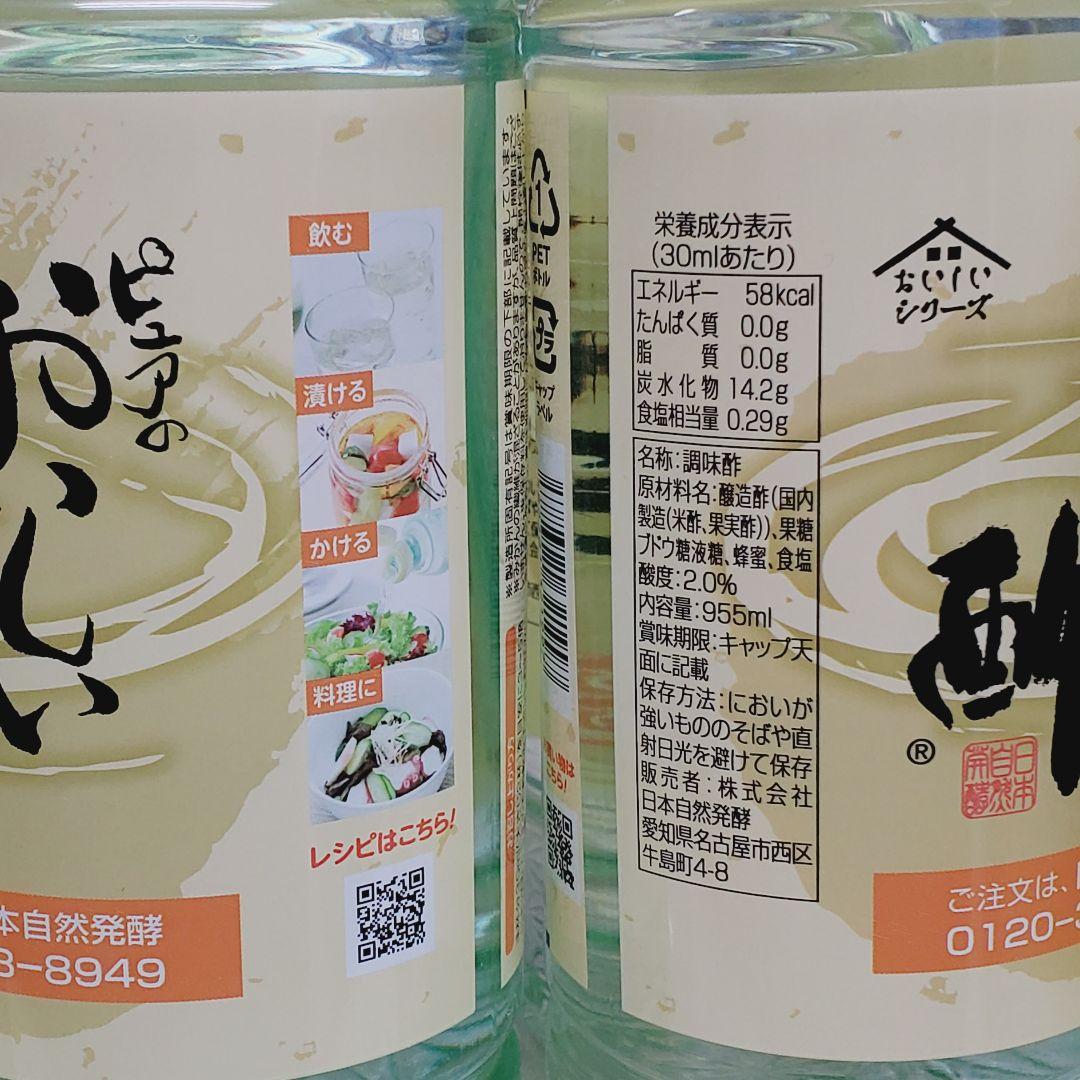 ピュアの
おいしい
飲む
漬ける
かける
料理に
レシピはこちら!
本自然発酵
8-8949
PET
ボトル
プラ
キャップ
ラベル
栄養成分表示
(30mlあたり)
エネルギー 58kcal
たんぱく質 0.0g
脂質 0.0g
炭水化物 14.2g
食塩相当量 0.29g
名称:調味酢
原材料名:醸造酢(国内
製造(米酢、果実酢))、果糖
ブドウ糖液糖、蜂蜜、食塩
酸度:2.0%
内容量:955ml
賞味期限:キャップ天
面に記載
保存方法:においが
強いもののそばや直
射日光を避けて保存
販売者:株式会社
日本自然発酵
愛知県名古屋市西区
牛島町4-8
おいしい
シリーズ
酢
®
日本
自然
発酵
ご注文は、
0120-3